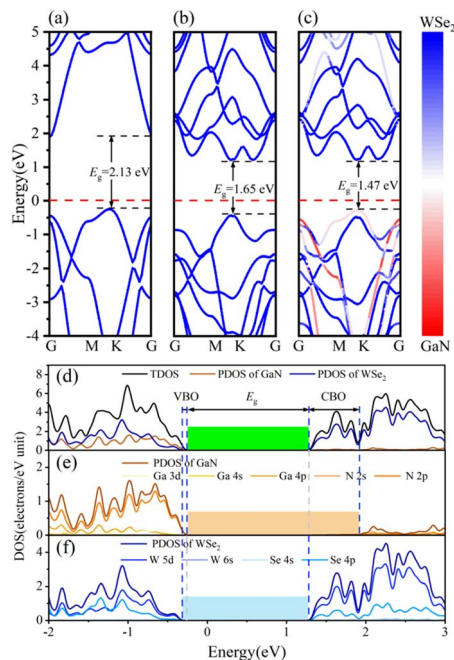 (a) (b) (c) WSe₂
5
4
3
2
1
0
-1
-2
-3
-4
Energy(eV)
Eg=2.13 eV
Eg=1.65 eV
Eg=1.47 eV
G M K G G M K G G M K G
GaN
(d) VBO Eg CBO
TDOS PDOS of GaN PDOS of WSe₂
8
6
4
2
0
(e) PDOS of GaN
Ga 3d Ga 4s Ga 4p N 2s N 2p
2
1
0
(f) PDOS of WSe₂
W 5d W 6s Se 4s Se 4p
4
2
0
DOS(electrons/eV unit)
-2 -1 0 1 2 3
Energy(eV)